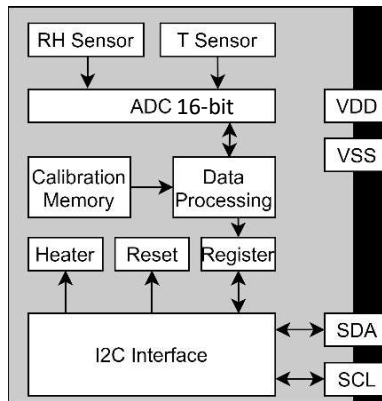 RH Sensor
T Sensor
ADC 16-bit
VDD
VSS
Calibration
Memory
Data
Processing
Heater
Reset
Register
I2C Interface
SDA
SCL